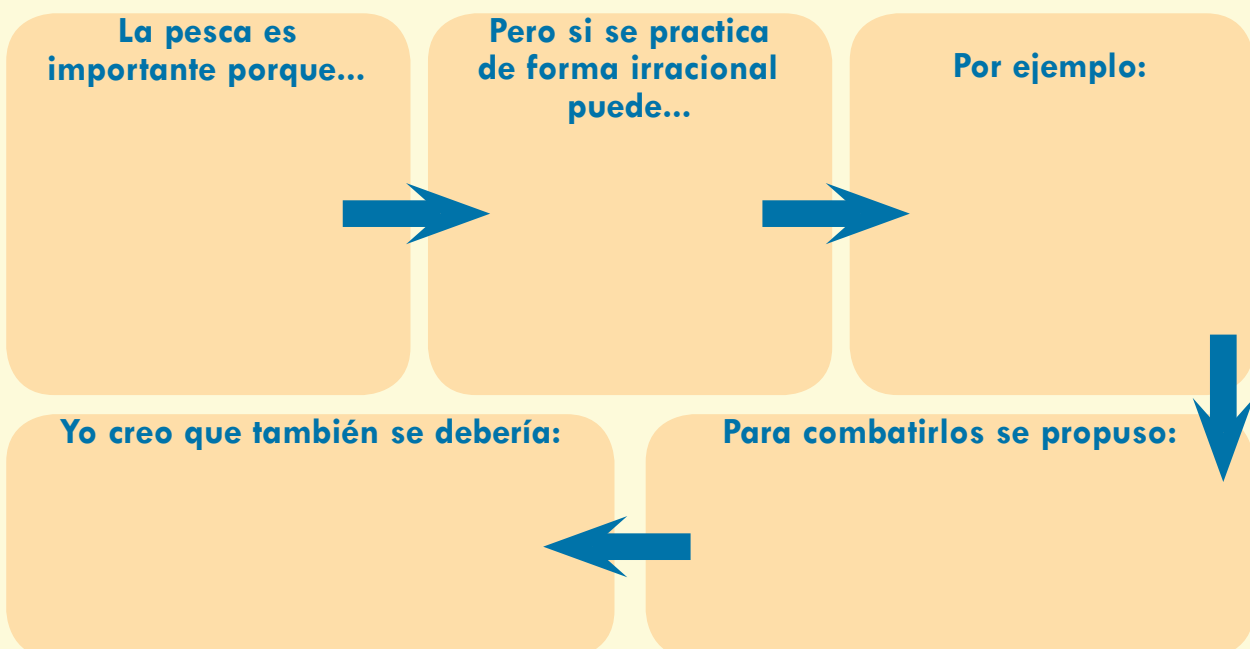 La pesca es
importante porque...
Pero si se practica
de forma irracional
puede...
Por ejemplo:
Para combatirlos se propuso:
Yo creo que también se debería: